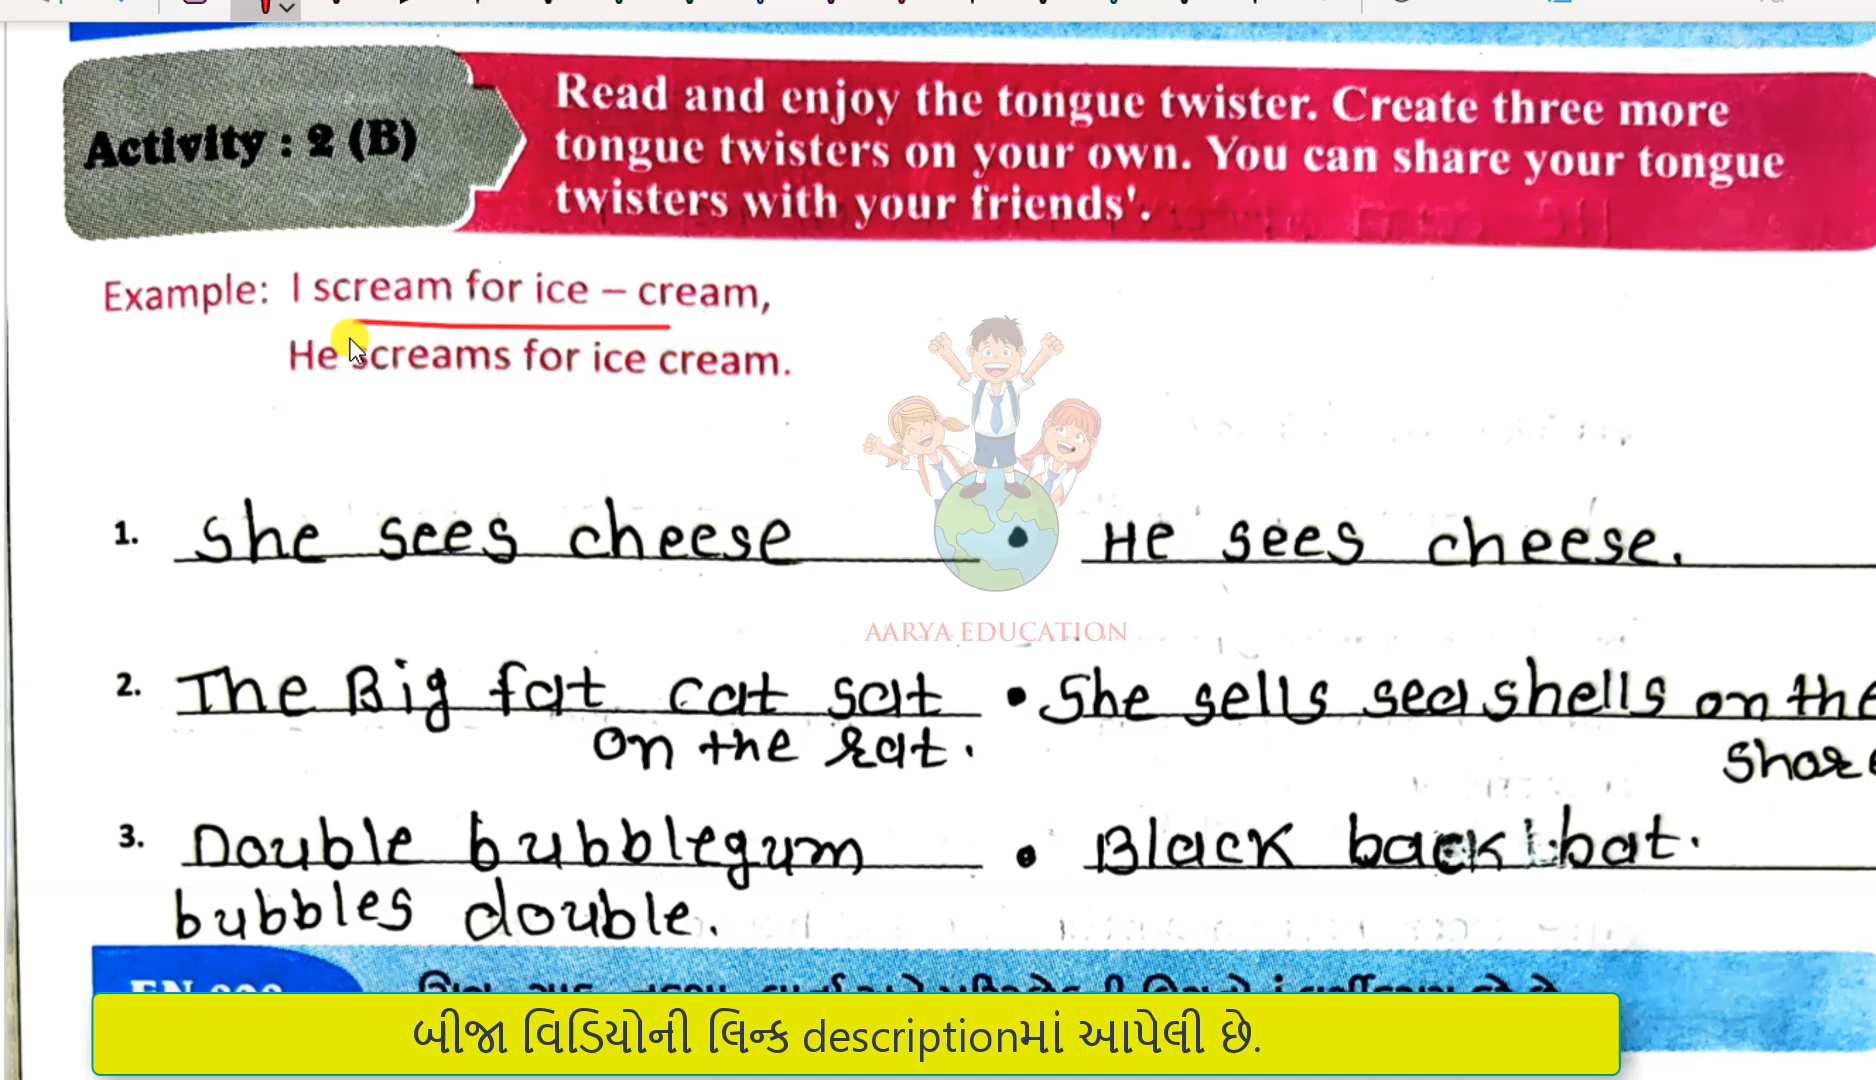 Activity : 2 (B)
Read and enjoy the tongue twister. Create three more
tongue twisters on your own. You can share your tongue
twisters with your friends'.
Example: I scream for ice – cream,
He screams for ice cream.
1. She sees cheese • He sees cheese.
AARYA EDUCATION
2. The Big fat cat sat • She sells sea shells on the
on the rat. shore
3. Double bubblegum • Black back bat.
bubbles double.
બીજા વિડિયોની લિન્ક descriptionમાં આપેલી છે.